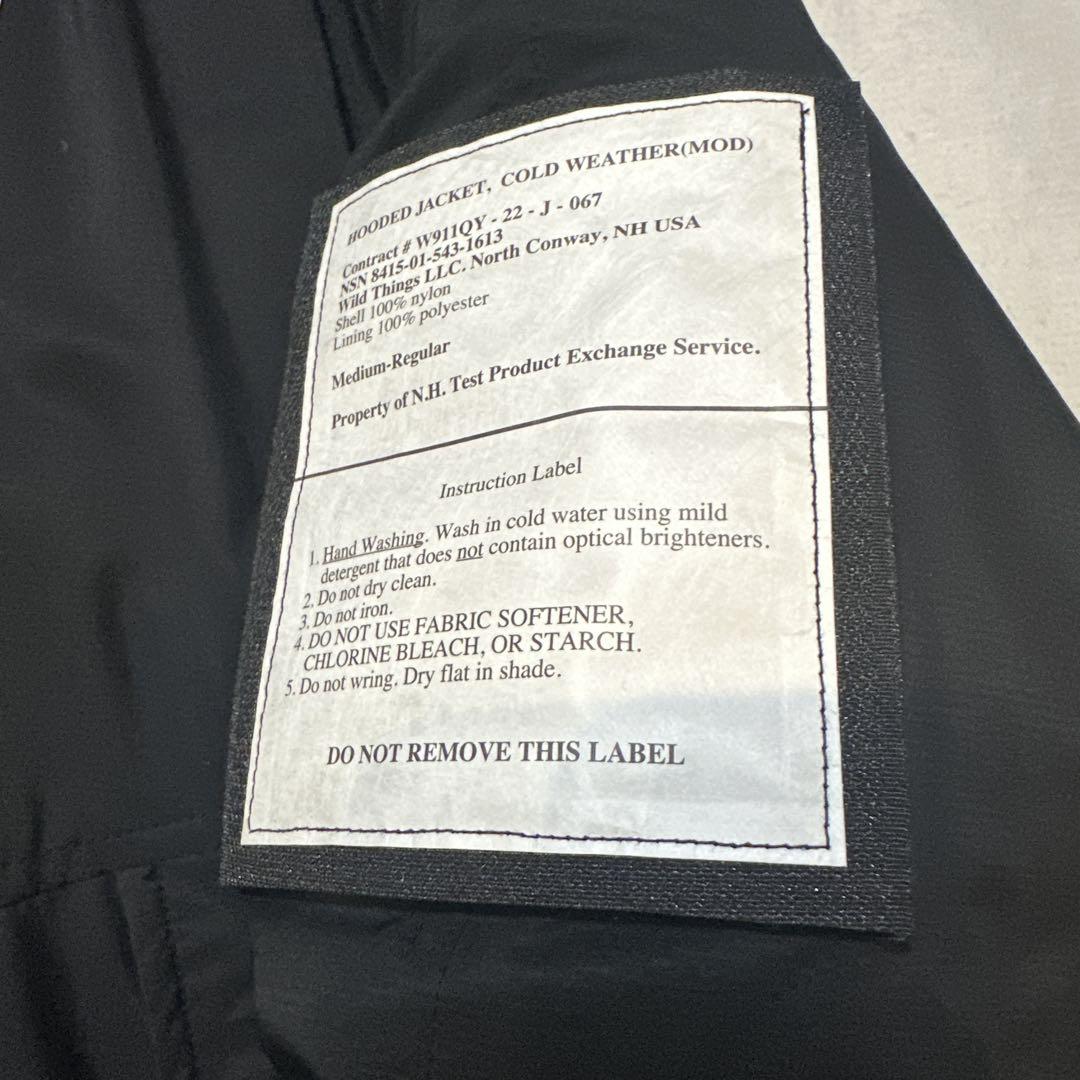 HOODED JACKET, COLD WEATHER(MOD)
Contract # W911QY - 22 - J - 067
NSN 8415-01-543-1613
Wild Things LLC. North Conway, NH USA
Shell 100% nylon
Lining 100% polyester
Medium-Regular
Property of N.H. Test Product Exchange Service.
Instruction Label
1. Hand Washing. Wash in cold water using mild
detergent that does not contain optical brighteners.
2. Do not dry clean.
3. Do not iron.
4. DO NOT USE FABRIC SOFTENER,
CHLORINE BLEACH, OR STARCH.
5. Do not wring. Dry flat in shade.
DO NOT REMOVE THIS LABEL